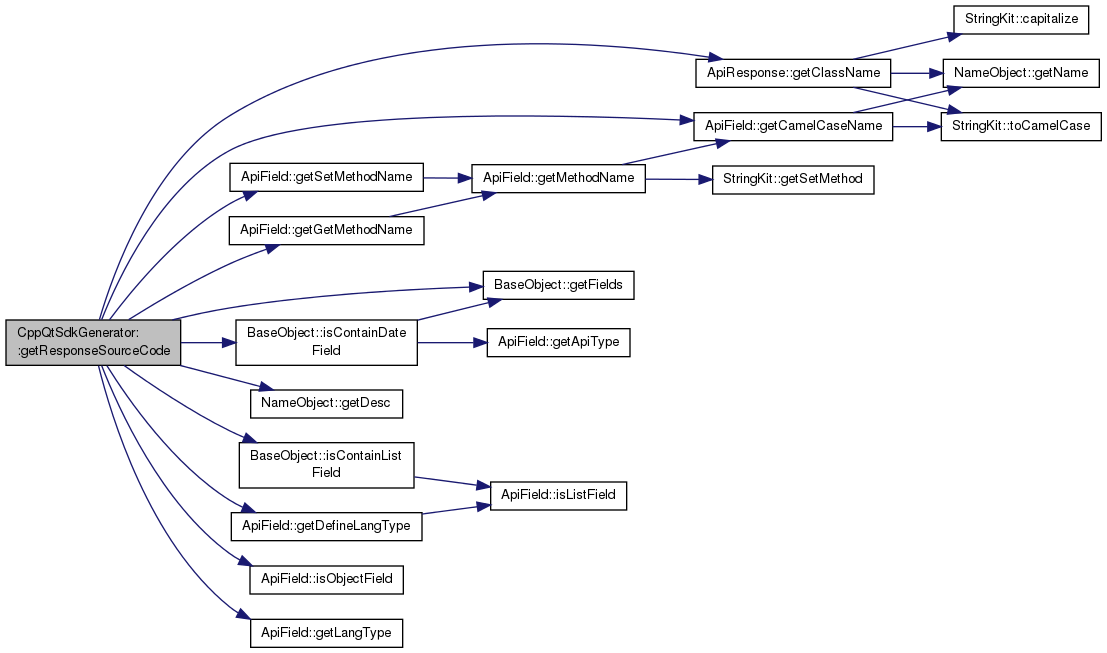 StringKit::capitalize
ApiResponse::getClassName
NameObject::getName
ApiField::getCamelCaseName
StringKit::toCamelCase
ApiField::getSetMethodName
ApiField::getMethodName
StringKit::getSetMethod
ApiField::getGetMethodName
BaseObject::getFields
CppQtSdkGenerator:
:getResponseSourceCode
BaseObject::isContainDate
Field
ApiField::getApiType
NameObject::getDesc
BaseObject::isContainList
Field
ApiField::isListField
ApiField::getDefineLangType
ApiField::isObjectField
ApiField::getLangType